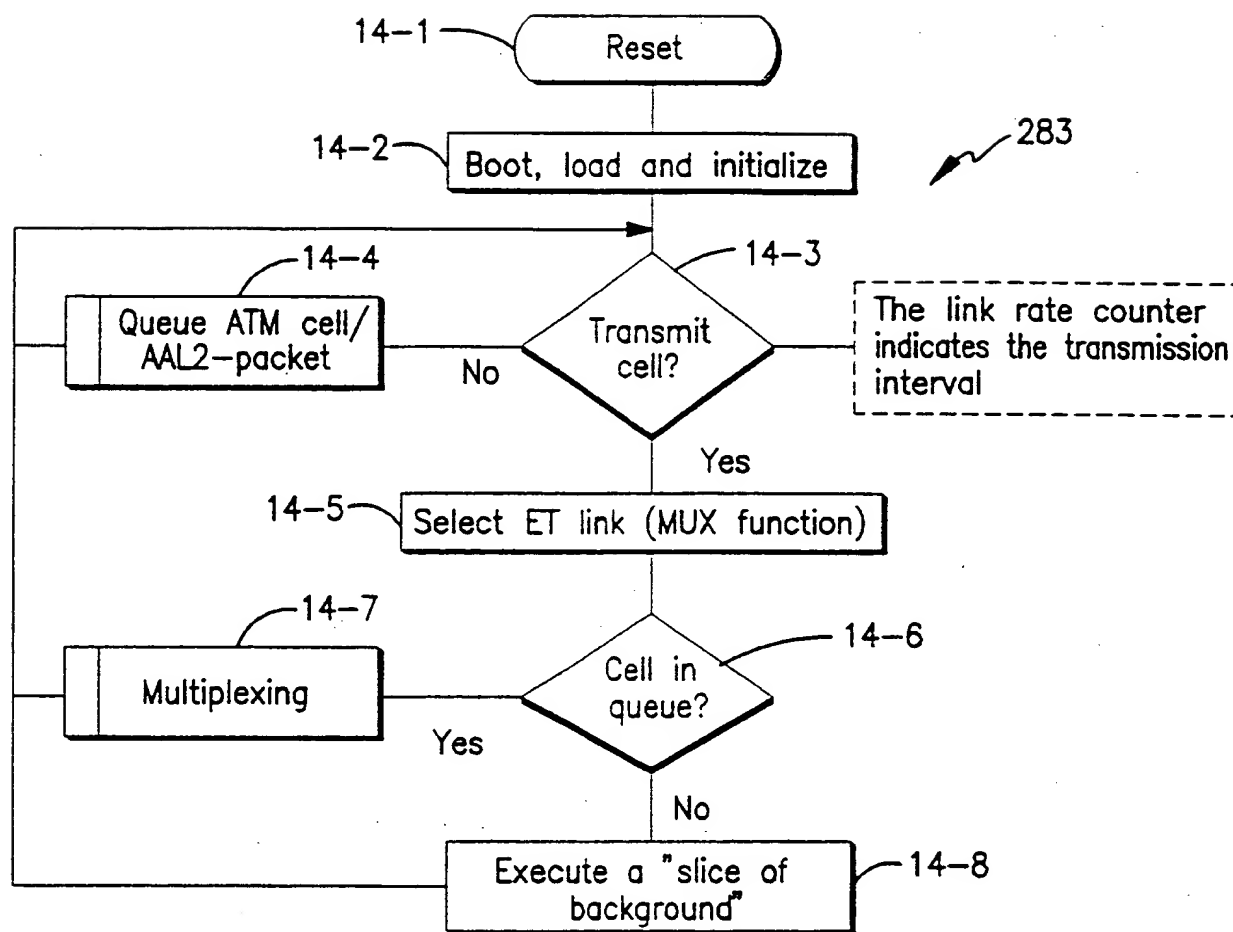 14-1
Reset
14-2
Boot, load and initialize
283
14-4
14-3
Queue ATM cell/
AAL2-packet
No
Transmit
cell?
The link rate counter
indicates the transmission
interval
Yes
14-5
Select ET link (MUX function)
14-7
14-6
Multiplexing
Yes
Cell in
queue?
No
Execute a "slice of
background"
14-8